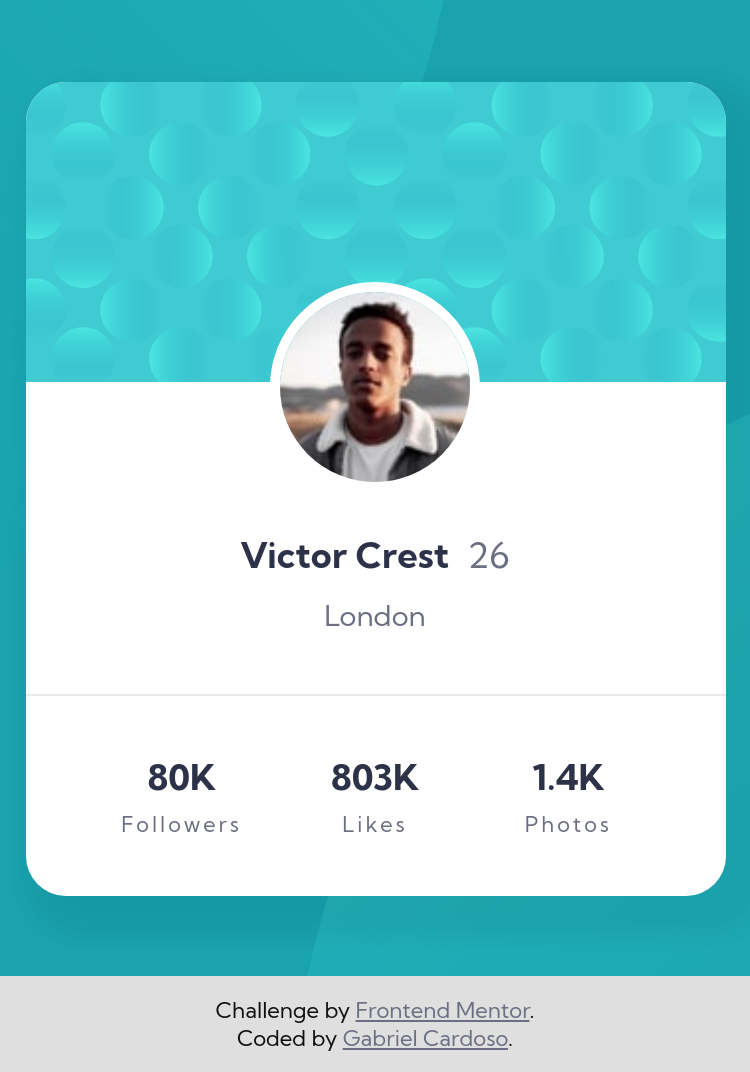 Victor Crest 26
London
80K 803K 1.4K
Followers Likes Photos
Challenge by Frontend Mentor.
Coded by Gabriel Cardoso.